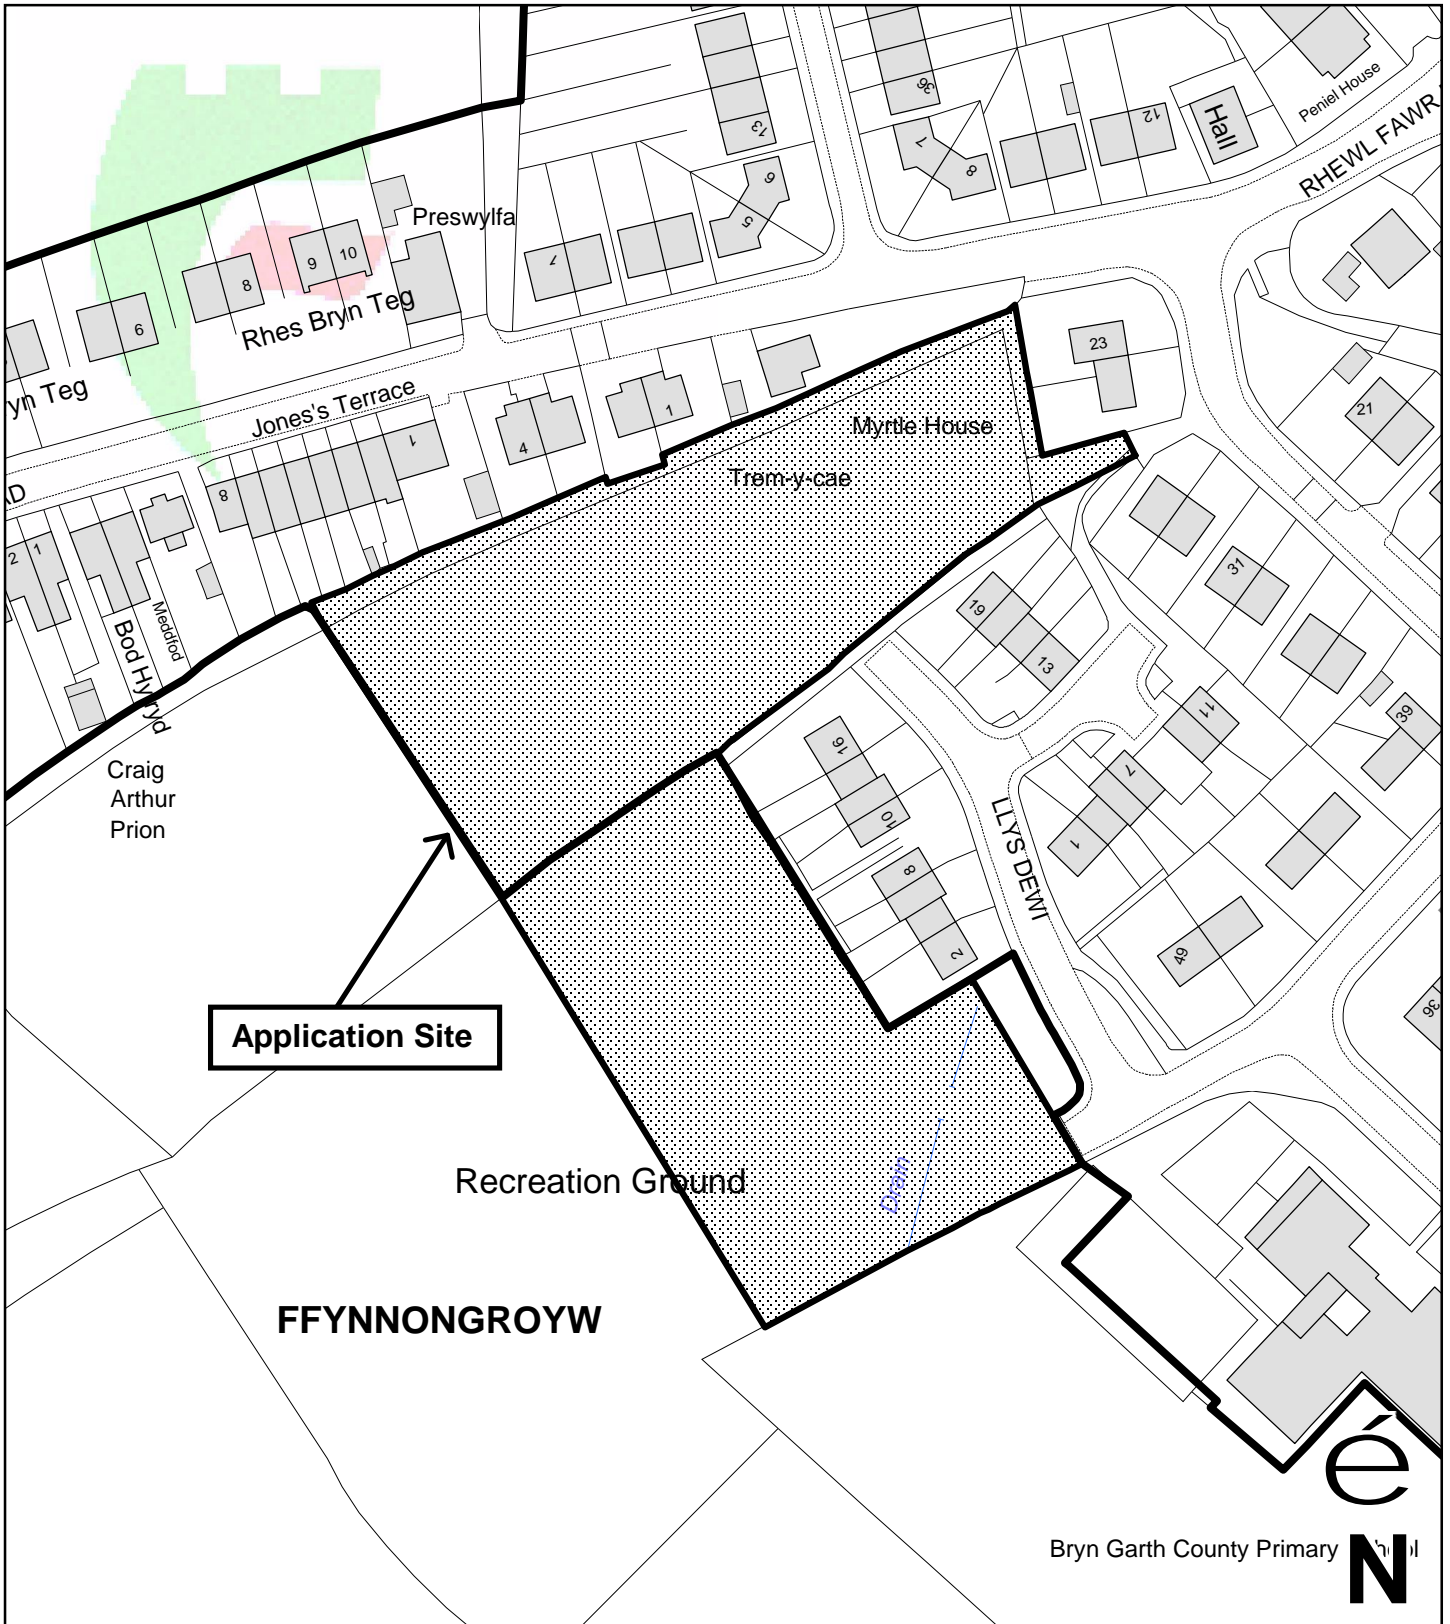 36
13
12
Hall
Peniel House
RHEWL FAWR
7
8
6
5
Preswylfa
7
9
10
8
6
Rhes Bryn Teg
yn Teg
23
21
Jones's Terrace
1
1
4
Myrtle House
Trem-y-cae
8
2
1
Meddfod
Bod Hyfryd
31
19
13
39
11
16
10
7
1
LLYS DEWI
Craig
Arthur
Prion
8
2
49
36
Application Site
Recreation Ground
Drain
FFYNNONGROYW
é
Bryn Garth County Primary
N